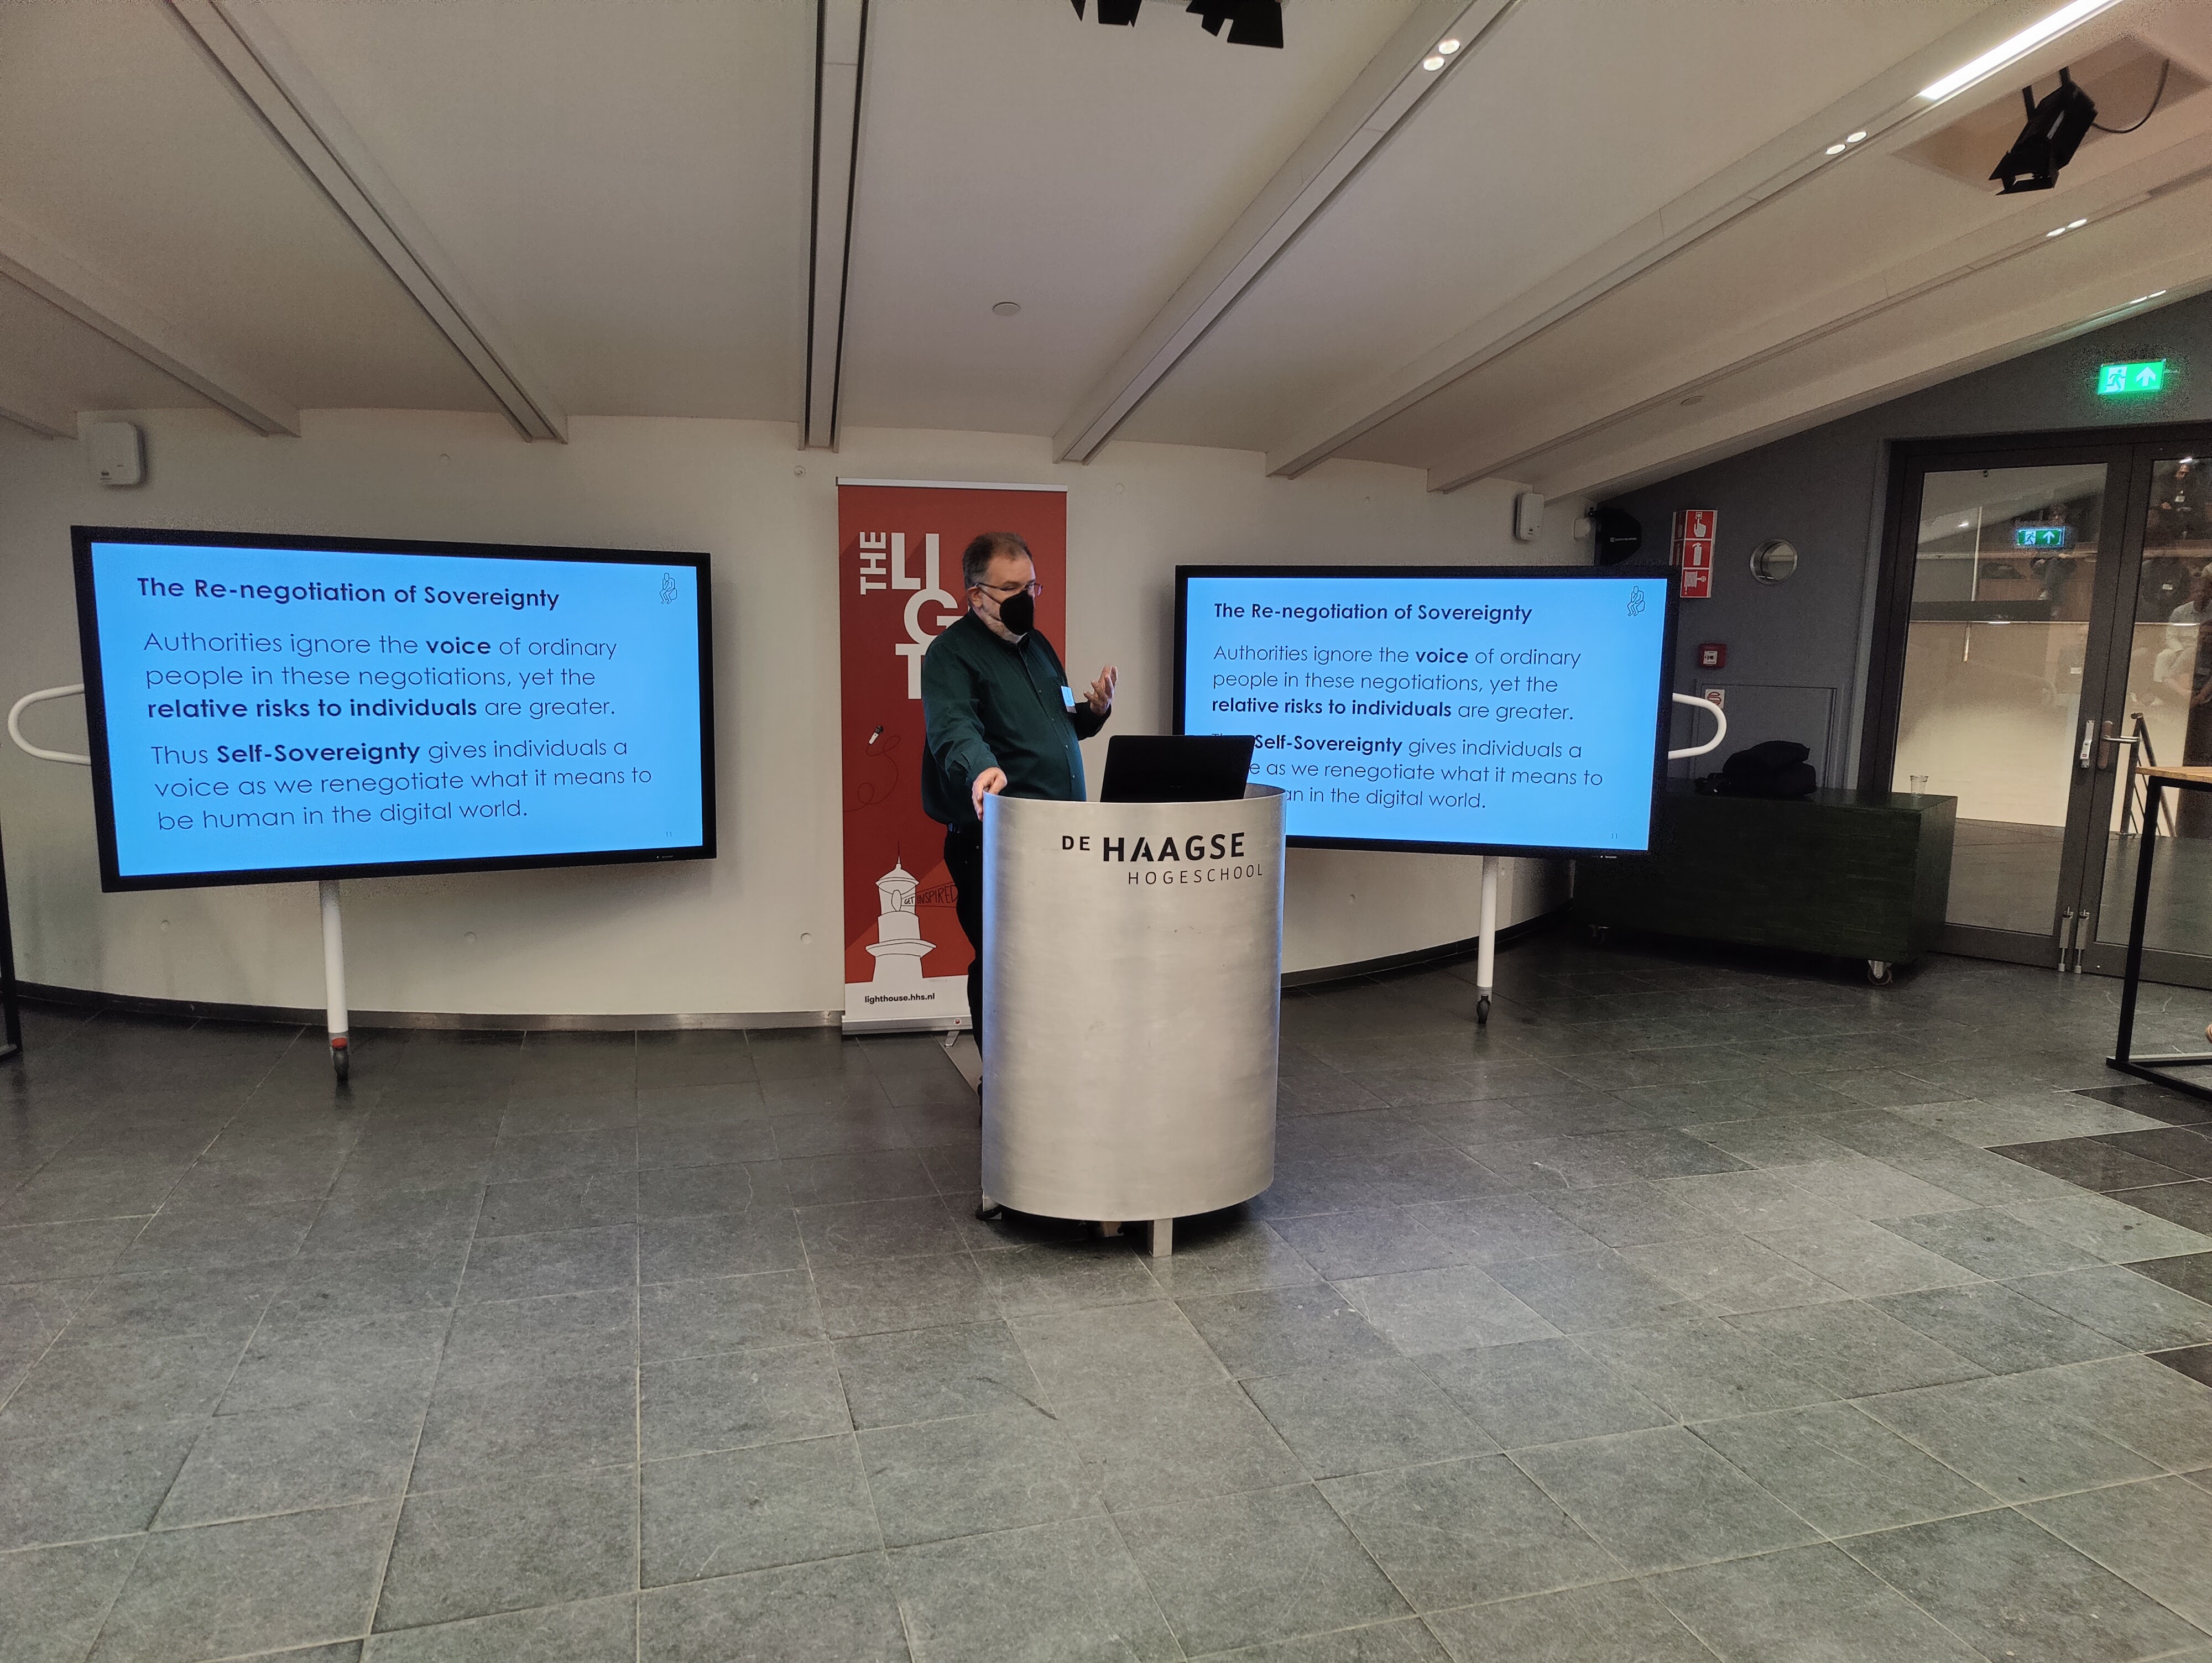 The Re-negotiation of Sovereignty
Authorities ignore the voice of ordinary
people in these negotiations, yet the
relative risks to individuals are greater.
Thus Self-Sovereignty gives individuals a
voice as we renegotiate what it means to
be human in the digital world.
11
THE
LI
G
T
GET INSPIRED
lighthouse.hhs.nl
The Re-negotiation of Sovereignty
Authorities ignore the voice of ordinary
people in these negotiations, yet the
relative risks to individuals are greater.
Self-Sovereignty gives individuals a
as we renegotiate what it means to
in the digital world.
11
DE HAAGSE
HOGESCHOOL